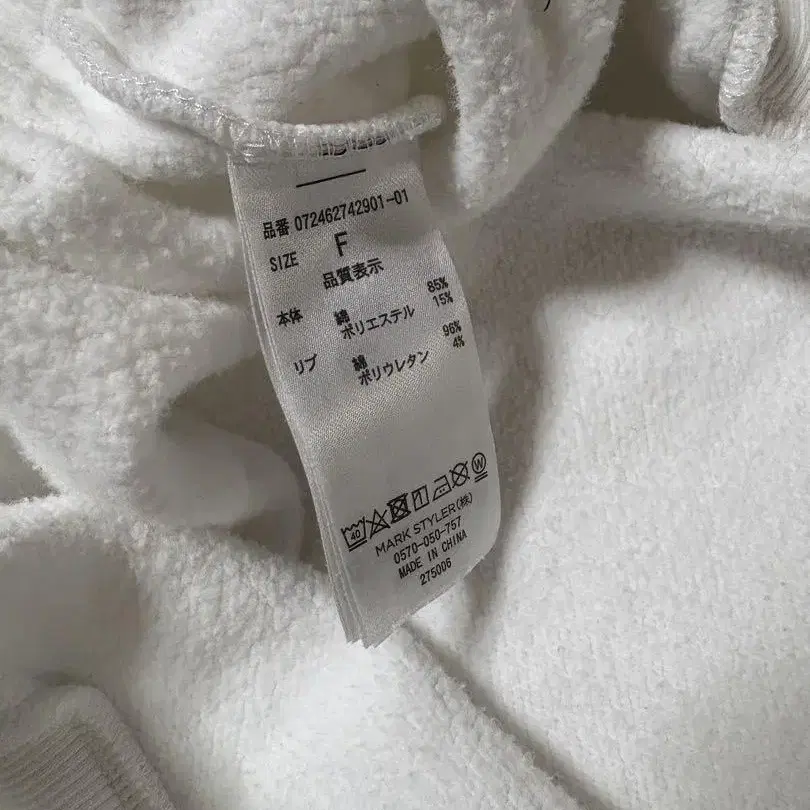 品番 072462742901-01
SIZE F
品質表示
本体 綿 85%
ポリエステル 15%
リブ 綿 96%
ポリウレタン 4%
40 W
MARK STYLER(株)
0570-050-757
MADE IN CHINA
275006